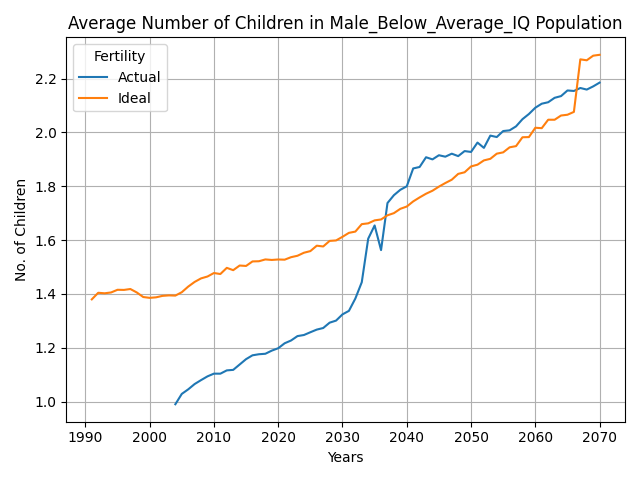 Average Number of Children in Male_Below_Average_IQ Population
Fertility
Actual
Ideal
No. of Children
2.2
2.0
1.8
1.6
1.4
1.2
1.0
1990 2000 2010 2020 2030 2040 2050 2060 2070
Years